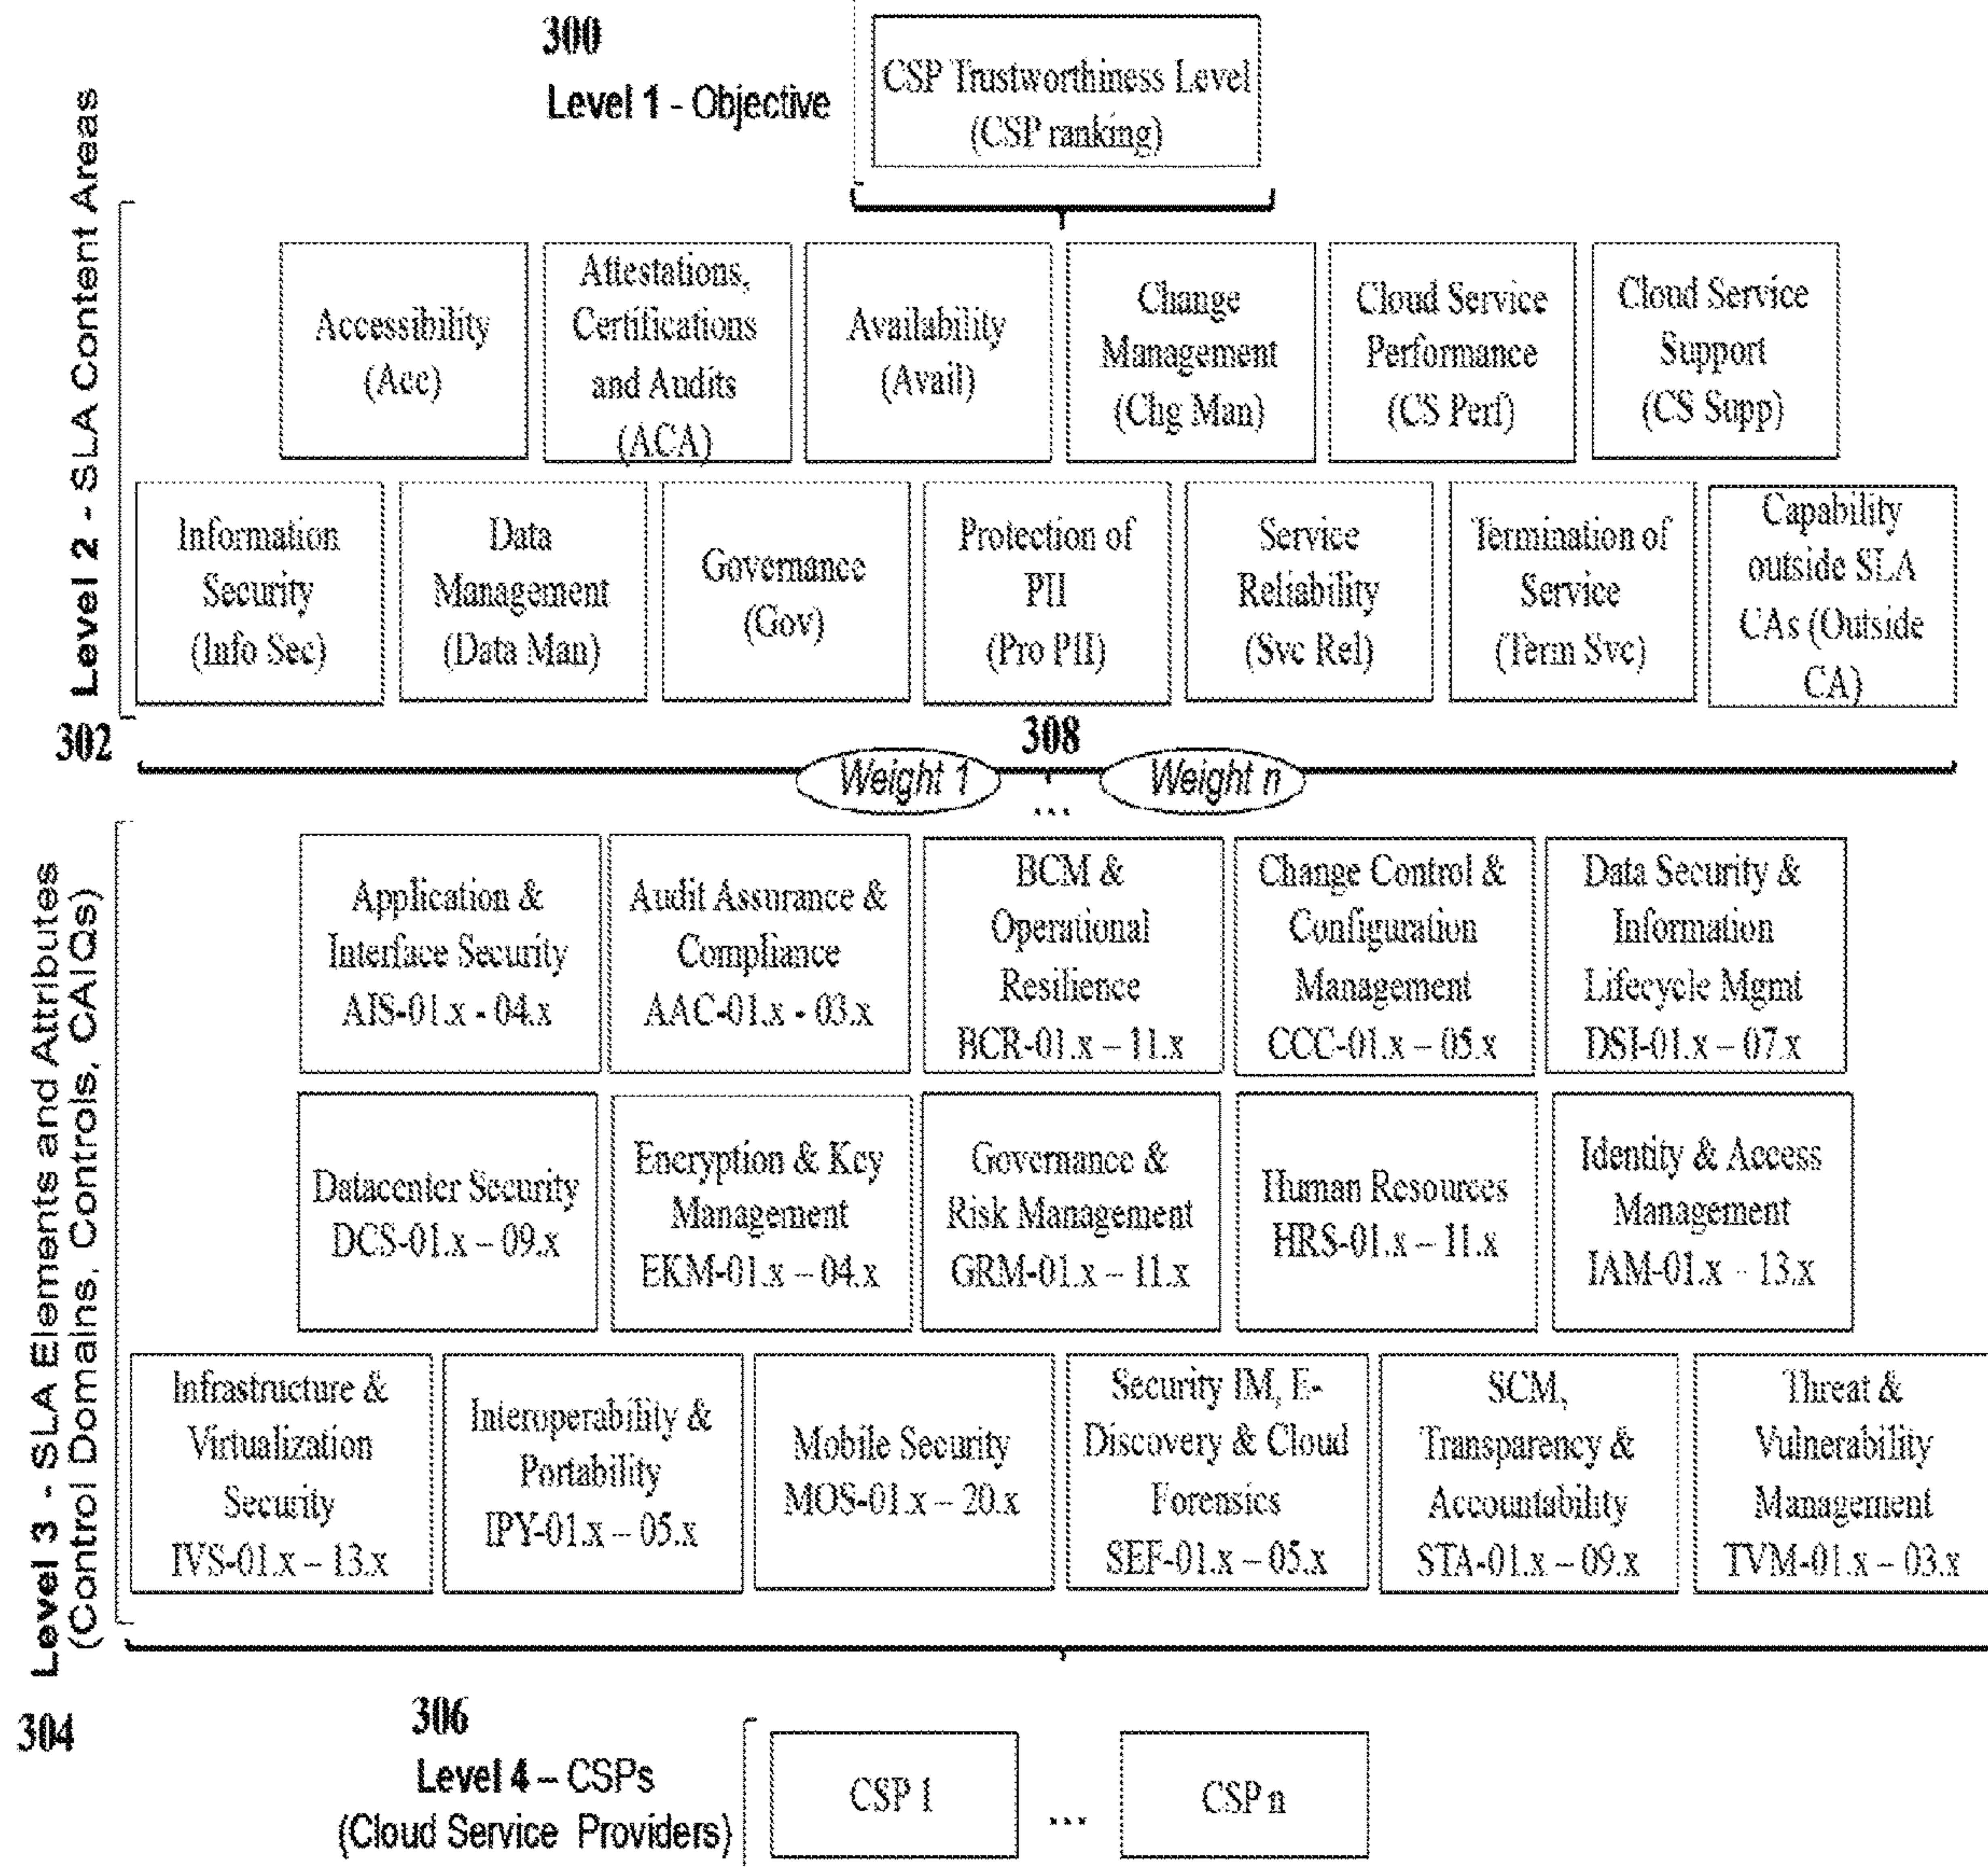 300
Level 1 - Objective
CSP Trustworthiness Level
(CSP ranking)
Level 2 - SLA Content Areas
302
Accessibility
(Acc)
Attestations,
Certifications
and Audits
(ACA)
Availability
(Avail)
Change
Management
(Chg Man)
Cloud Service
Performance
(CS Perf)
Cloud Service
Support
(CS Supp)
Information
Security
(Info Sec)
Data
Management
(Data Man)
Governance
(Gov)
Protection of
PII
(Pro PII)
Service
Reliability
(Svc Rel)
Termination of
Service
(Term Svc)
Capability
outside SLA
CAs (Outside
CA)
308
Weight 1
...
Weight n
Level 3 - SLA Elements and Attributes
(Control Domains, Controls, CAIQs)
304
Application &
Interface Security
AIS-01.x - 04.x
Audit Assurance &
Compliance
AAC-01.x - 03.x
BCM &
Operational
Resilience
BCR-01.x – 11.x
Change Control &
Configuration
Management
CCC-01.x – 05.x
Data Security &
Information
Lifecycle Mgmt
DSI-01.x – 07.x
Datacenter Security
DCS-01.x – 09.x
Encryption & Key
Management
EKM-01.x – 04.x
Governance &
Risk Management
GRM-01.x – 11.x
Human Resources
HRS-01.x – 11.x
Identity & Access
Management
IAM-01.x – 13.x
Infrastructure &
Virtualization
Security
IVS-01.x – 13.x
Interoperability &
Portability
IPY-01.x – 05.x
Mobile Security
MOS-01.x – 20.x
Security IM, E-
Discovery & Cloud
Forensics
SEF-01.x – 05.x
SCM,
Transparency &
Accountability
STA-01.x – 09.x
Threat &
Vulnerability
Management
TVM-01.x – 03.x
306
Level 4 – CSPs
(Cloud Service Providers)
CSP 1
...
CSP n